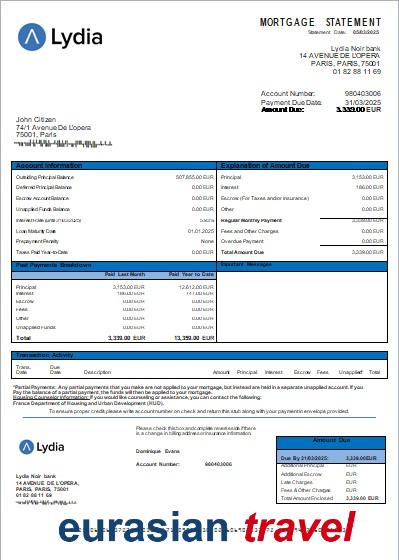 Lydia
MORTGAGE STATEMENT
Statement Date: 05/03/2025
Lydia Noir bank
14 AVENUE DE L'OPERA
PARIS, PARIS, 75001
01 82 88 11 69
Account Number: 980403006
Payment Due Date: 31/03/2025
Amount Due: 3,339.00 EUR
John Citizen
74/1 Avenue De L'opera
75001, Paris
Account Information
Outstanding Principal Balance 507,855.00 EUR
Deferred Principal Balance 0.00 EUR
Escrow Account Balance 0.00 EUR
Unapplied Funds Balance 0.00 EUR
Interest Rate (until 31/03/2025)
Loan Maturity Date 01.01.2025
Prepayment Penalty None
Taxes Paid Year-to-Date 0.00 EUR
Explanation of Amount Due
Principal 3,153.00 EUR
Interest 186.00 EUR
Escrow (For Taxes and/or Insurance) 0.00 EUR
Other 0.00 EUR
Regular Monthly Payment 3,339.00 EUR
Fees and Other Charges 0.00 EUR
Overdue Payment 0.00 EUR
Total Amount Due 3,339.00 EUR
Past Payments Breakdown
Paid Last Month Paid Year to Date
Principal 3,153.00 EUR 12,612.00 EUR
Interest 186.00 EUR 747.00 EUR
Escrow 0.00 EUR 0.00 EUR
Fees 0.00 EUR 0.00 EUR
Other 0.00 EUR 0.00 EUR
Unapplied Funds 0.00 EUR 0.00 EUR
Total 3,339.00 EUR 13,359.00 EUR
Important Messages
Transaction Activity
Trans. Date Due Date Description Amount Principal Interest Escrow Fees Unapplied Total
*Partial Payments: Any partial payments that you make are not applied to your mortgage, but instead are held in a separate unapplied account. If you
Pay the balance of a partial payment, the funds will be applied to your mortgage.
Housing Counselor Information: If you would like counseling or assistance, you can contact the following:
France Department of Housing and Urban Development (HUD).
To ensure proper credit, please write account number on check and return this stub along with your payment in envelope provided.
Lydia
Please check this box and complete reverse side if there
is a change in billing address or insurance information.
Dominique Evans
Account Number: 980403006
Amount Due
Due By 31/03/2025: 3,339.00EUR
Additional Principal EUR
Additional Escrow EUR
Late Charges EUR
Fees & Other Charges EUR
Total Amount Enclosed 3,339.00 EUR
Lydia Noir bank
14 AVENUE DE L'OPERA,
PARIS, PARIS, 75001
01 82 88 11 69
eurasian-travel